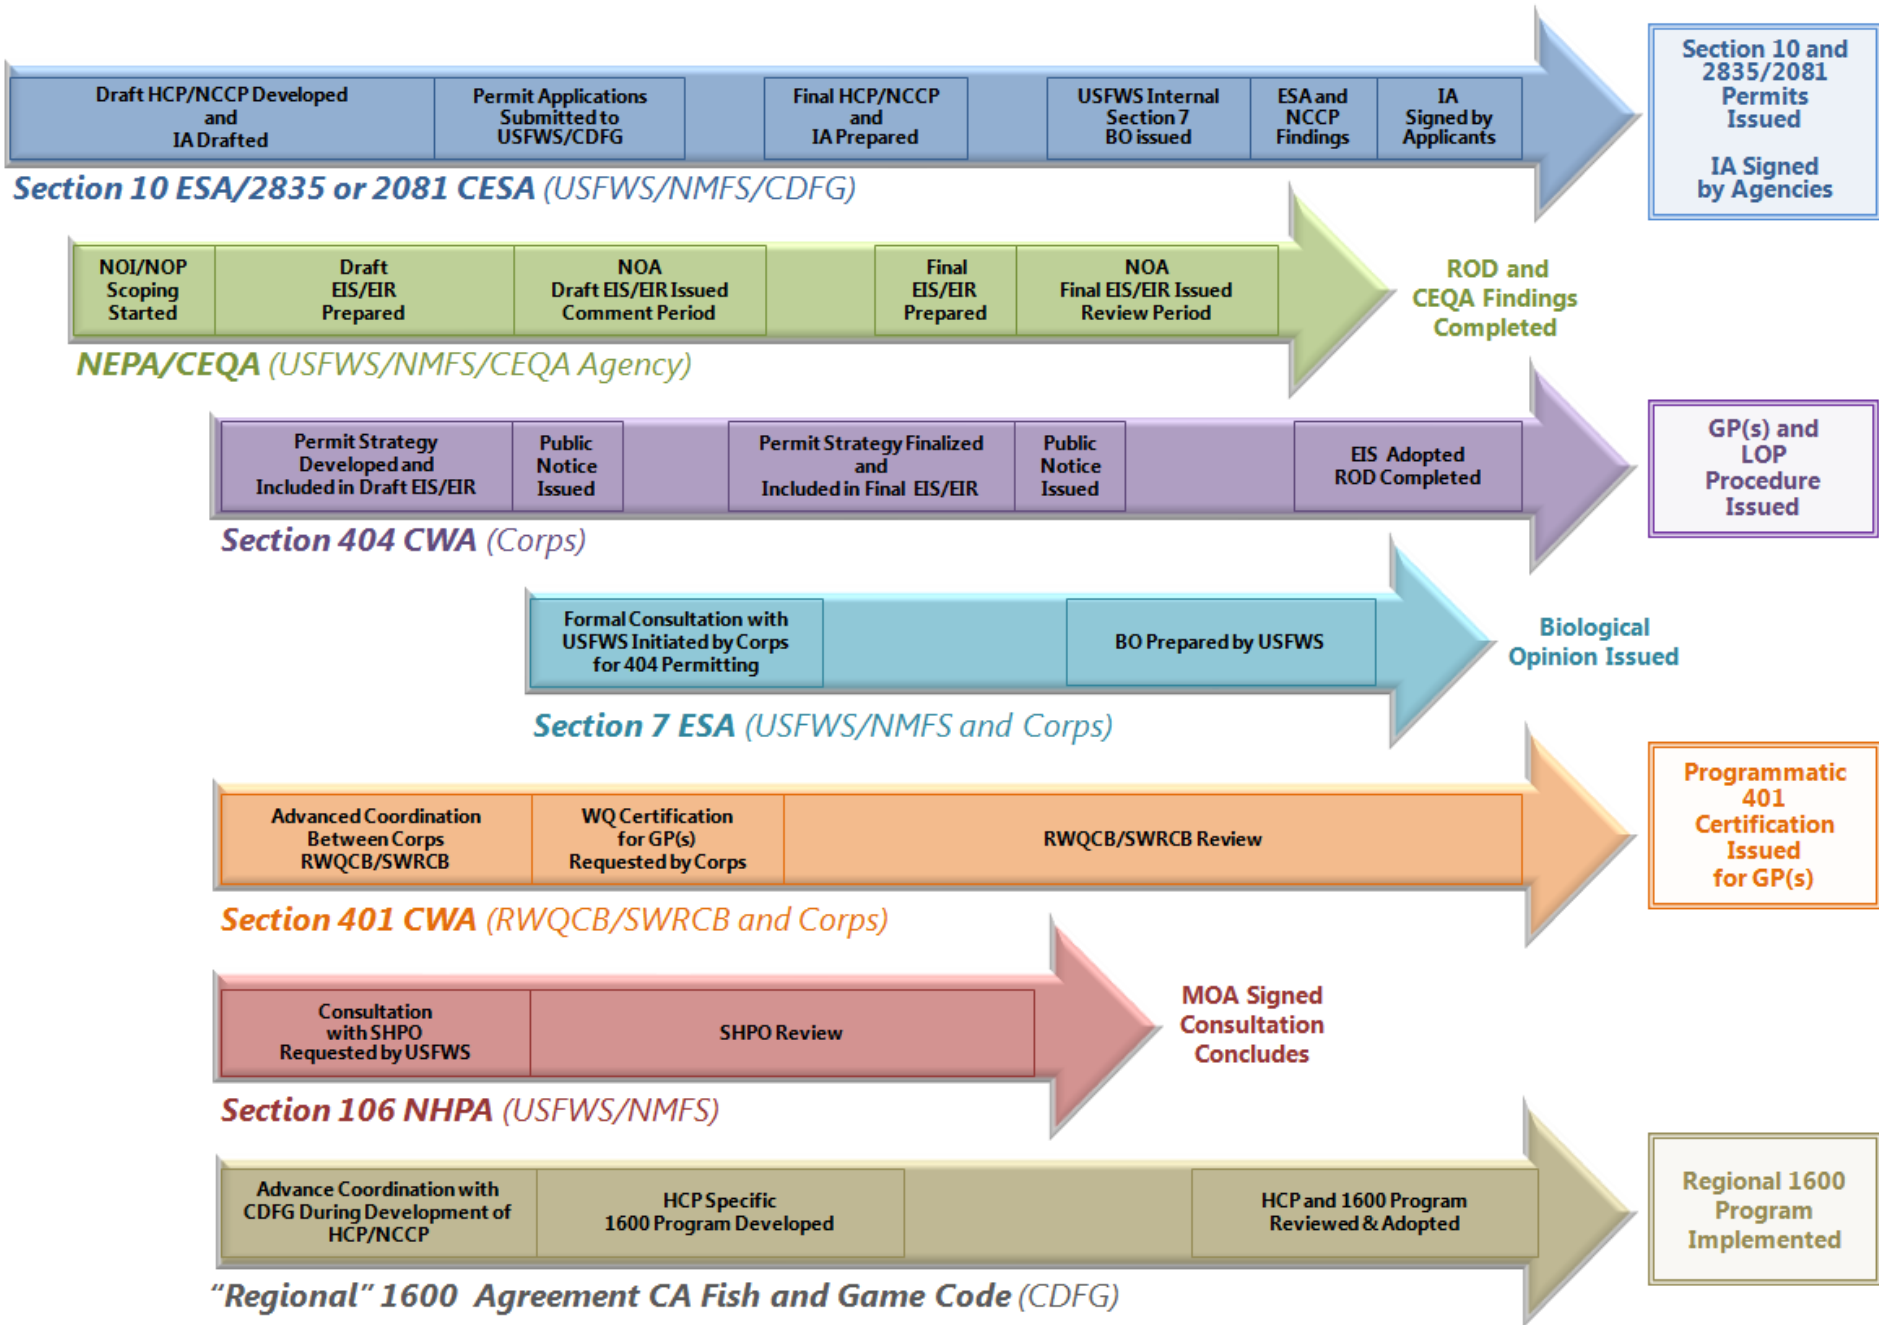 Draft HCP/NCCP Developed
and
IA Drafted
Permit Applications
Submitted to
USFWS/CDFG
Final HCP/NCCP
and
IA Prepared
USFWS Internal
Section 7
BO issued
ESA and
NCCP
Findings
IA
Signed by
Applicants
Section 10 and
2835/2081
Permits
Issued
IA Signed
by Agencies
Section 10 ESA/2835 or 2081 CESA (USFWS/NMFS/CDFG)
NOI/NOP
Scoping
Started
Draft
EIS/EIR
Prepared
NOA
Draft EIS/EIR Issued
Comment Period
Final
EIS/EIR
Prepared
NOA
Final EIS/EIR Issued
Review Period
ROD and
CEQA Findings
Completed
NEPA/CEQA (USFWS/NMFS/CEQA Agency)
Permit Strategy
Developed and
Included in Draft EIS/EIR
Public
Notice
Issued
Permit Strategy Finalized
and
Included in Final EIS/EIR
Public
Notice
Issued
EIS Adopted
ROD Completed
GP(s) and
LOP
Procedure
Issued
Section 404 CWA (Corps)
Formal Consultation with
USFWS Initiated by Corps
for 404 Permitting
BO Prepared by USFWS
Biological
Opinion Issued
Section 7 ESA (USFWS/NMFS and Corps)
Advanced Coordination
Between Corps
RWQCB/SWRCB
WQ Certification
for GP(s)
Requested by Corps
RWQCB/SWRCB Review
Programmatic
401
Certification
Issued
for GP(s)
Section 401 CWA (RWQCB/SWRCB and Corps)
Consultation
with SHPO
Requested by USFWS
SHPO Review
MOA Signed
Consultation
Concludes
Section 106 NHPA (USFWS/NMFS)
Advance Coordination with
CDFG During Development of
HCP/NCCP
HCP Specific
1600 Program Developed
HCP and 1600 Program
Reviewed & Adopted
Regional 1600
Program
Implemented
“Regional” 1600 Agreement CA Fish and Game Code (CDFG)